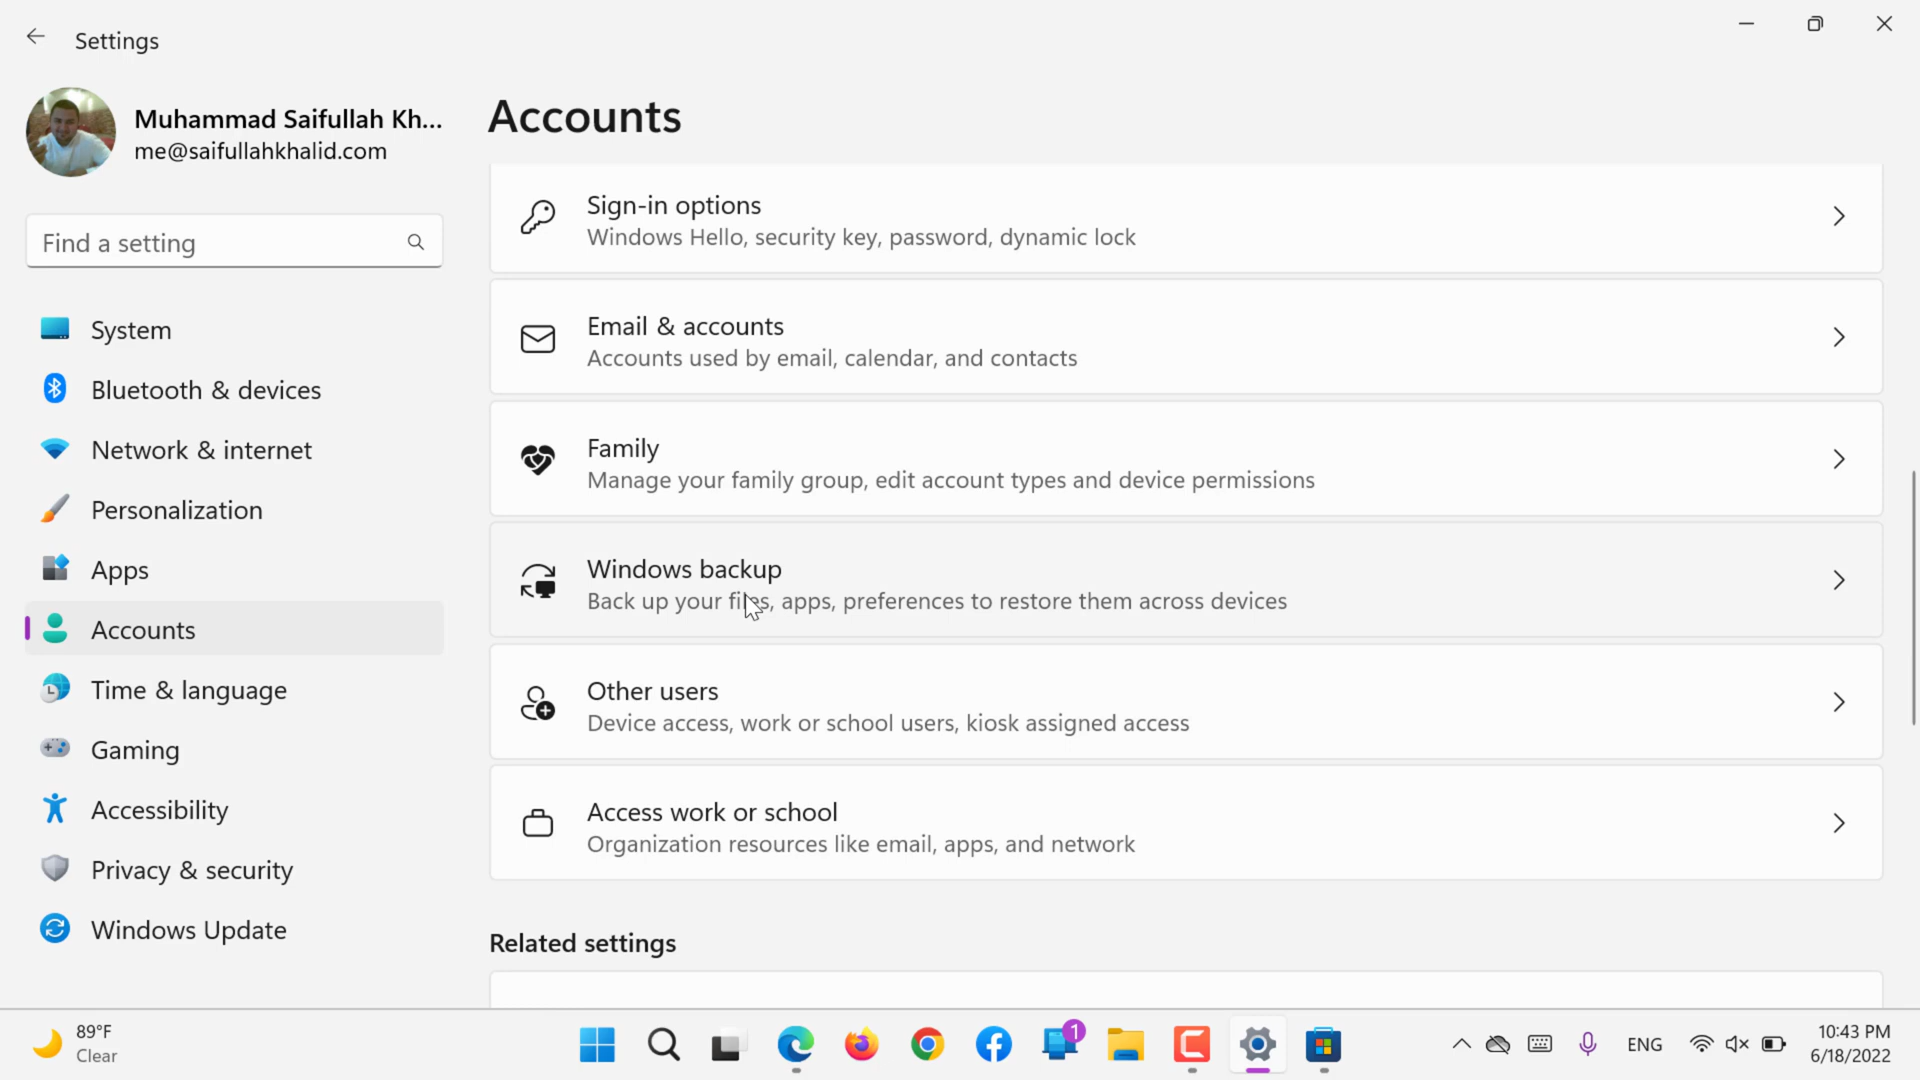 Settings
Muhammad Saifullah Kh...
me@saifullahkhalid.com
Find a setting
System
Bluetooth & devices
Network & internet
Personalization
Apps
Accounts
Time & language
Gaming
Accessibility
Privacy & security
Windows Update
Accounts
Sign-in options
Windows Hello, security key, password, dynamic lock
Email & accounts
Accounts used by email, calendar, and contacts
Family
Manage your family group, edit account types and device permissions
Windows backup
Back up your files, apps, preferences to restore them across devices
Other users
Device access, work or school users, kiosk assigned access
Access work or school
Organization resources like email, apps, and network
Related settings
89°F
Clear
1
ENG
10:43 PM
6/18/2022